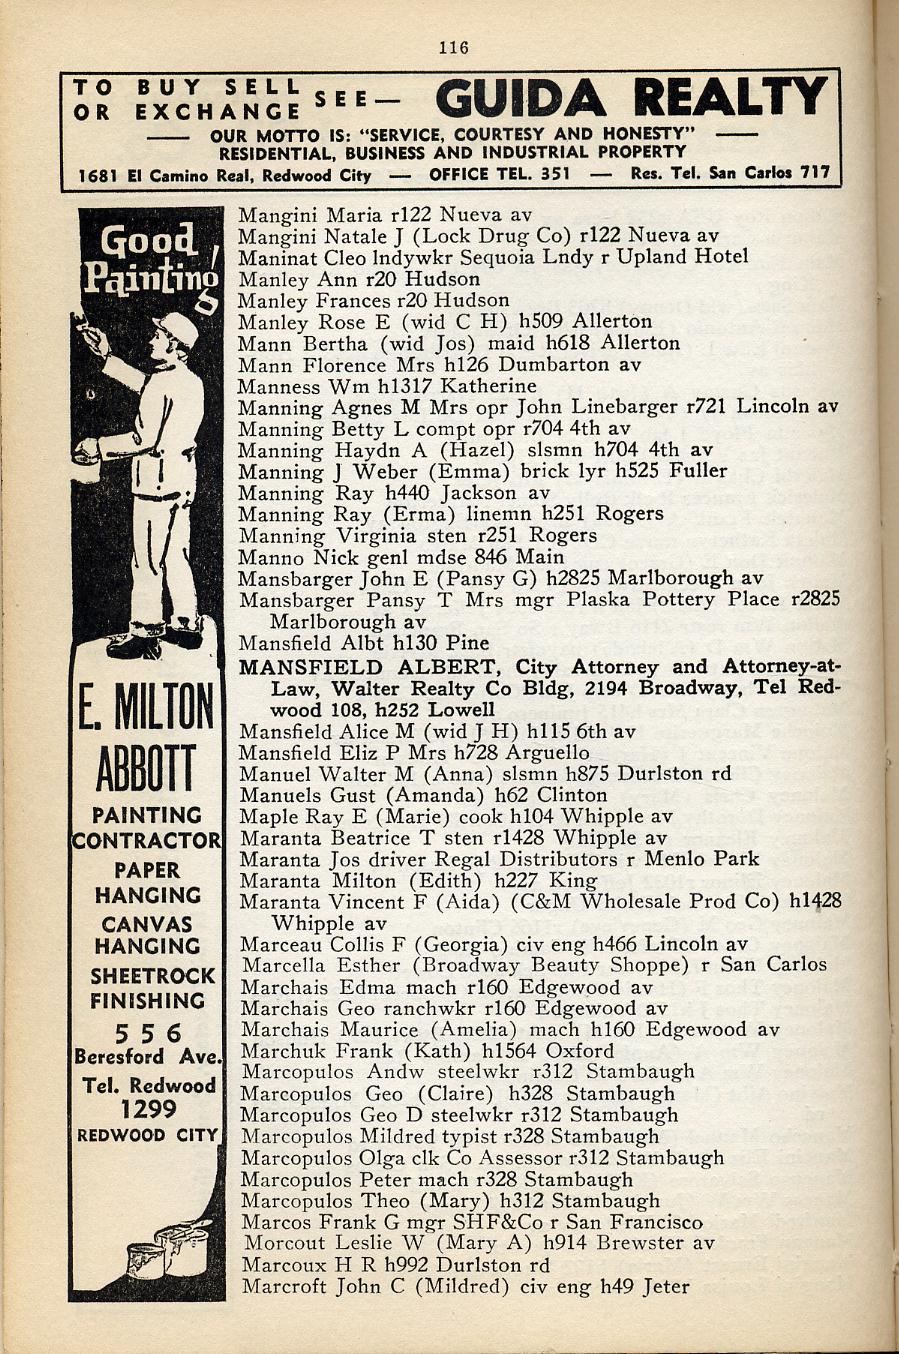 116
TO BUY SELL
OR EXCHANGE
SEE— GUIDA REALTY
— OUR MOTTO IS: "SERVICE, COURTESY AND HONESTY" —
RESIDENTIAL, BUSINESS AND INDUSTRIAL PROPERTY
1681 El Camino Real, Redwood City — OFFICE TEL. 351 — Res. Tel. San Carlos 717
Good
Painting!
E. MILTON
ABBOTT
PAINTING
CONTRACTOR
PAPER
HANGING
CANVAS
HANGING
SHEETROCK
FINISHING
5 5 6
Beresford Ave.
Tel. Redwood
1299
REDWOOD CITY
Mangini Maria r122 Nueva av
Mangini Natale J (Lock Drug Co) r122 Nueva av
Maninat Cleo lndywkr Sequoia Lndy r Upland Hotel
Manley Ann r20 Hudson
Manley Frances r20 Hudson
Manley Rose E (wid C H) h509 Allerton
Mann Bertha (wid Jos) maid h618 Allerton
Mann Florence Mrs h126 Dumbarton av
Manness Wm h1317 Katherine
Manning Agnes M Mrs opr John Linebarger r721 Lincoln av
Manning Betty L compt opr r704 4th av
Manning Haydn A (Hazel) slsmn h704 4th av
Manning J Weber (Emma) brick lyr h525 Fuller
Manning Ray h440 Jackson av
Manning Ray (Erma) linemn h251 Rogers
Manning Virginia sten r251 Rogers
Manno Nick genl mdse 846 Main
Mansbarger John E (Pansy G) h2825 Marlborough av
Mansbarger Pansy T Mrs mgr Plaska Pottery Place r2825
Marlborough av
Mansfield Albt h130 Pine
MANSFIELD ALBERT, City Attorney and Attorney-at-
Law, Walter Realty Co Bldg, 2194 Broadway, Tel Red-
wood 108, h252 Lowell
Mansfield Alice M (wid J H) h115 6th av
Mansfield Eliz P Mrs h728 Arguello
Manuel Walter M (Anna) slsmn h875 Durlston rd
Manuels Gust (Amanda) h62 Clinton
Maple Ray E (Marie) cook h104 Whipple av
Maranta Beatrice T sten r1428 Whipple av
Maranta Jos driver Regal Distributors r Menlo Park
Maranta Milton (Edith) h227 King
Maranta Vincent F (Aida) (C&M Wholesale Prod Co) h1428
Whipple av
Marceau Collis F (Georgia) civ eng h466 Lincoln av
Marcella Esther (Broadway Beauty Shoppe) r San Carlos
Marchais Edma mach r160 Edgewood av
Marchais Geo ranchwkr r160 Edgewood av
Marchais Maurice (Amelia) mach h160 Edgewood av
Marchuk Frank (Kath) h1564 Oxford
Marcopulos Andw steelwkr r312 Stambaugh
Marcopulos Geo (Claire) h328 Stambaugh
Marcopulos Geo D steelwkr r312 Stambaugh
Marcopulos Mildred typist r328 Stambaugh
Marcopulos Olga clk Co Assessor r312 Stambaugh
Marcopulos Peter mach r328 Stambaugh
Marcopulos Theo (Mary) h312 Stambaugh
Marcos Frank G mgr SHF&Co r San Francisco
Morcout Leslie W (Mary A) h914 Brewster av
Marcoux H R h992 Durlston rd
Marcroft John C (Mildred) civ eng h49 Jeter